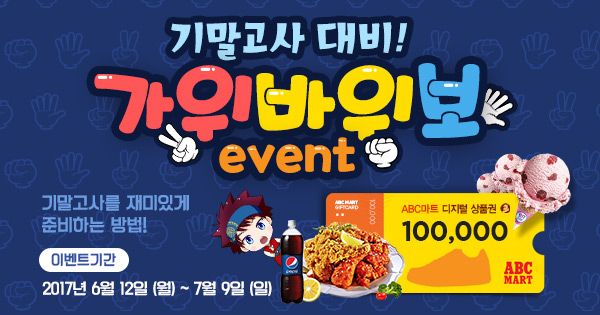 기말고사 대비!
가위바위보
event
기말고사를 재미있게
준비하는 방법!
이벤트기간
2017년 6월 12일 (월) ~ 7월 9일 (일)
pepsi
ABC MART
GIFTCARD
100,000
ABC마트 디지털 상품권
100,000
ABC
MART